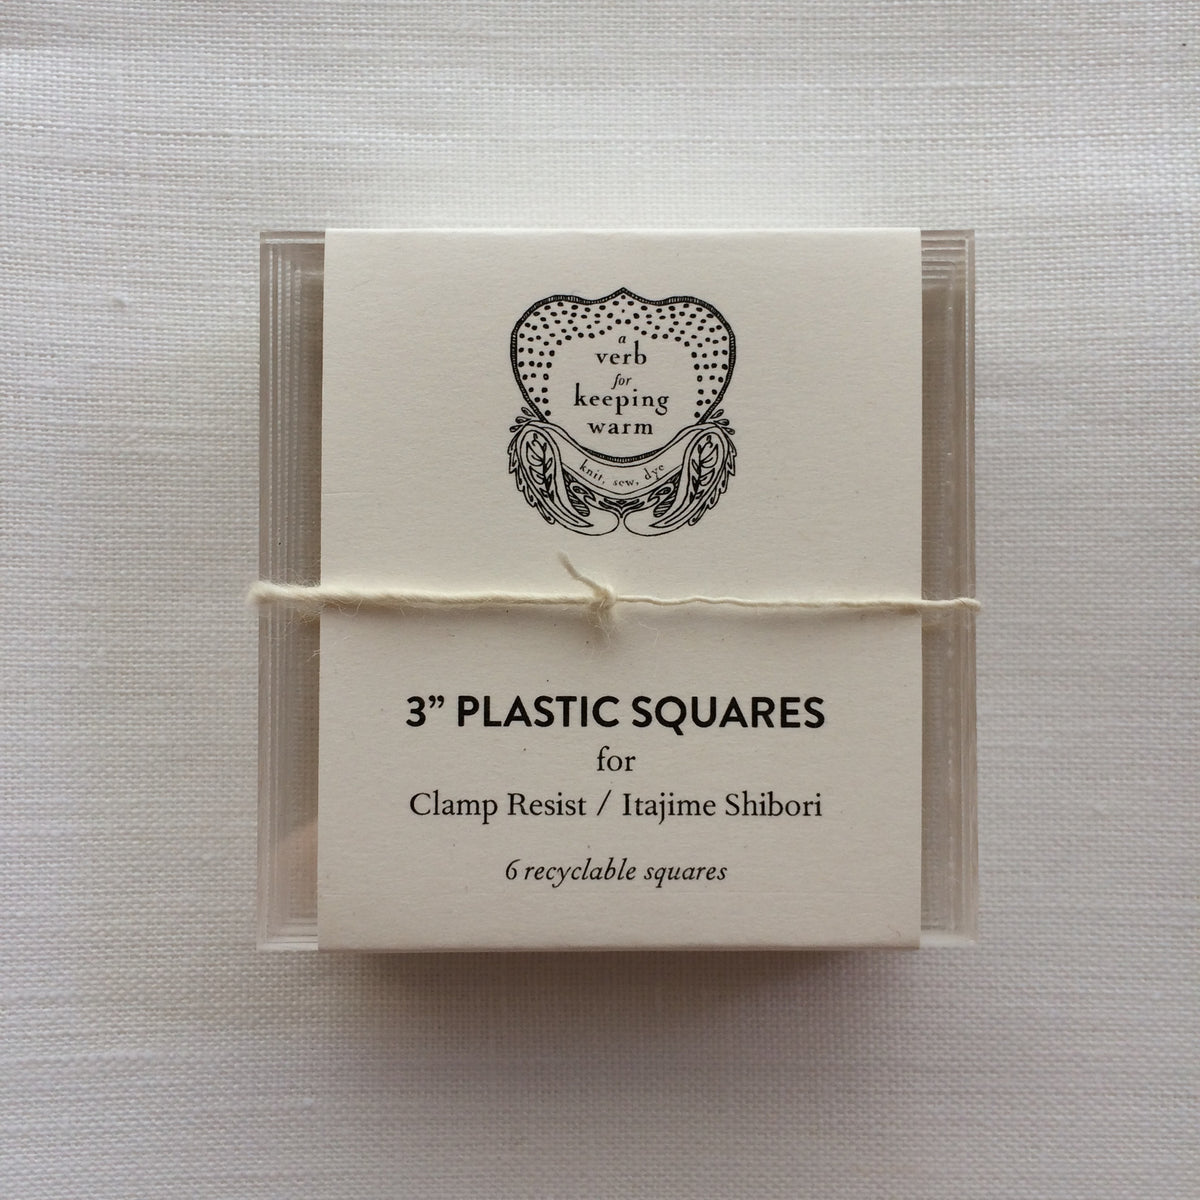 a
verb
for
keeping
warm
knit, sew, dye
3” PLASTIC SQUARES
for
Clamp Resist / Itajime Shibori
6 recyclable squares